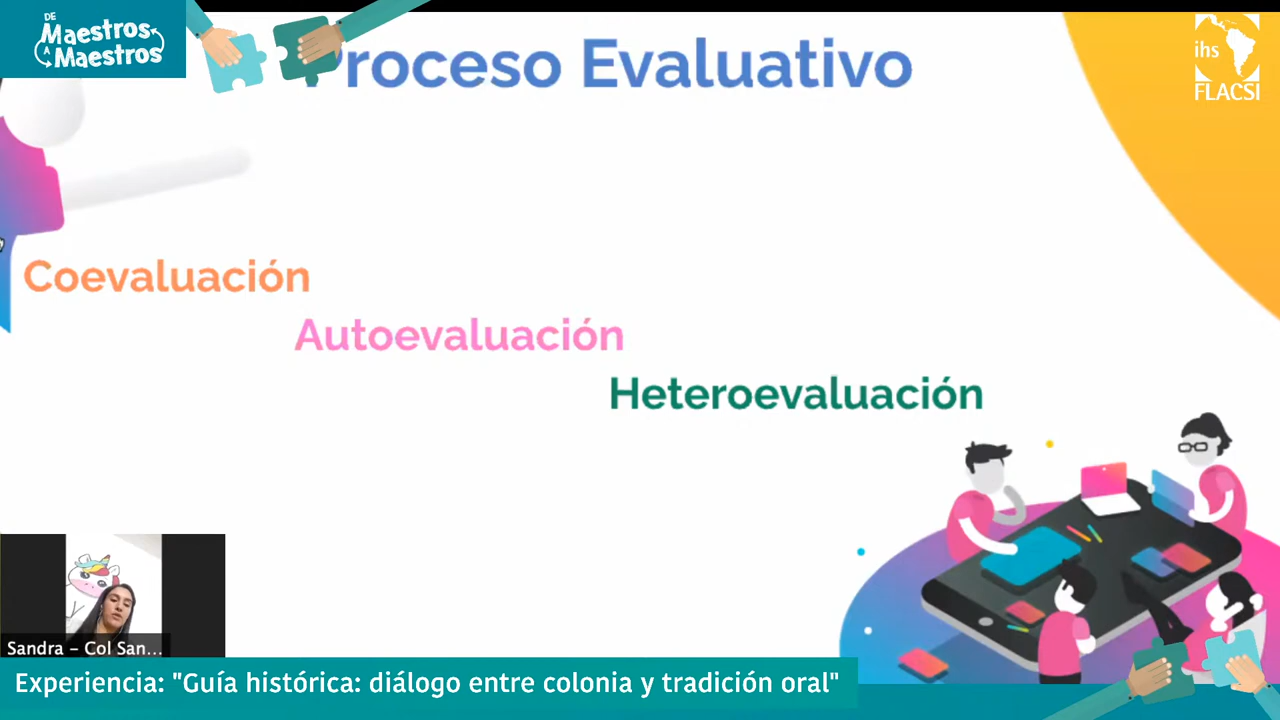 DE
Maestros
A
Maestros
Proceso Evaluativo
ihs
FLACSI
Coevaluación
Autoevaluación
Heteroevaluación
Sandra – Col San...
Experiencia: "Guía histórica: diálogo entre colonia y tradición oral"